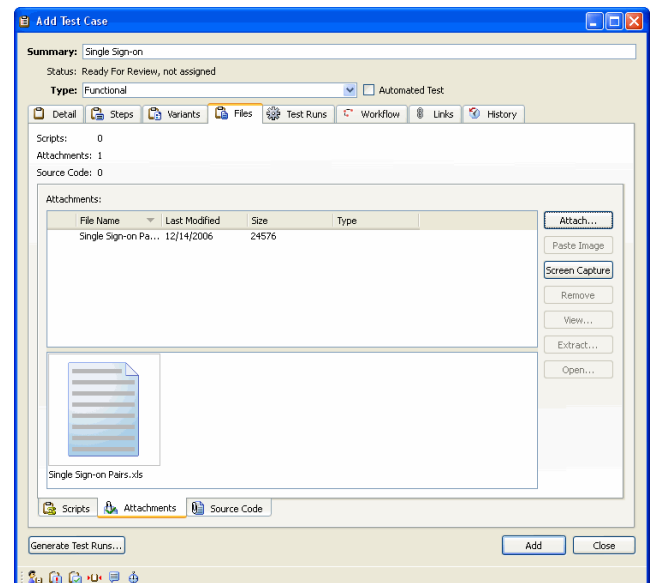 Add Test Case
Summary: Single Sign-on
Status: Ready For Review, not assigned
Type: Functional Automated Test
Detail Steps Variants Files Test Runs Workflow Links History
Scripts: 0
Attachments: 1
Source Code: 0
Attachments:
File Name Last Modified Size Type
Single Sign-on Pa... 12/14/2006 24576
Attach...
Paste Image
Screen Capture
Remove
View...
Extract...
Open...
Single Sign-on Pairs.xls
Scripts Attachments Source Code
Generate Test Runs... Add Close